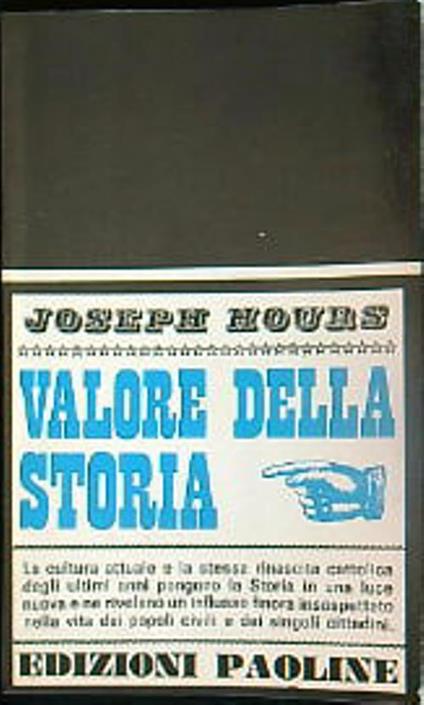 JOSEPH HOURS
VALORE DELLA
STORIA
La cultura attuale e la stessa rinascita cattolica
degli ultimi anni pongono la Storia in una luce
nuova e ne rivelano un influsso finora insospettato
nella vita dei popoli civili e dei singoli cittadini.
EDIZIONI PAOLINE